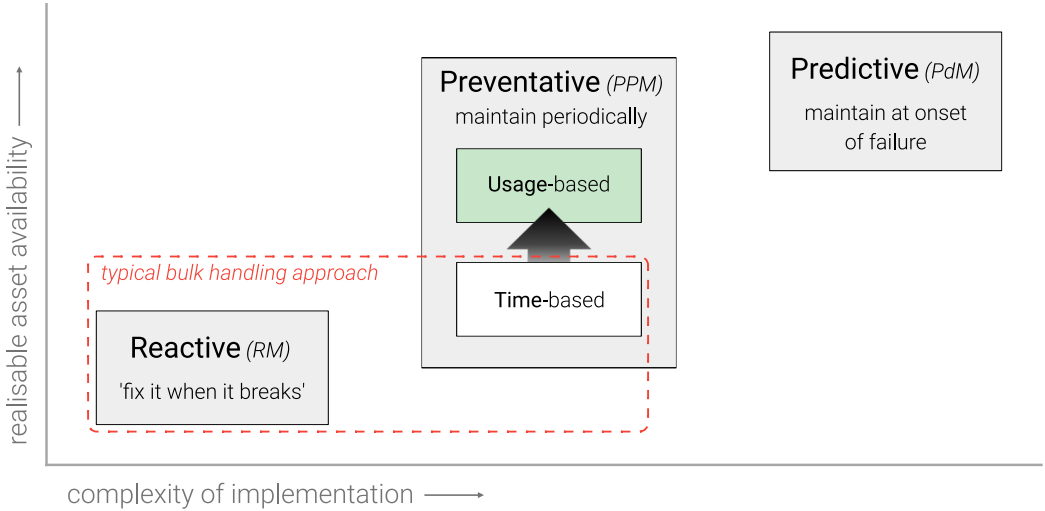 Predictive (PdM)
maintain at onset
of failure
Preventative (PPM)
maintain periodically
Usage-based
Time-based
typical bulk handling approach
Reactive (RM)
'fix it when it breaks'
realisable asset availability
complexity of implementation